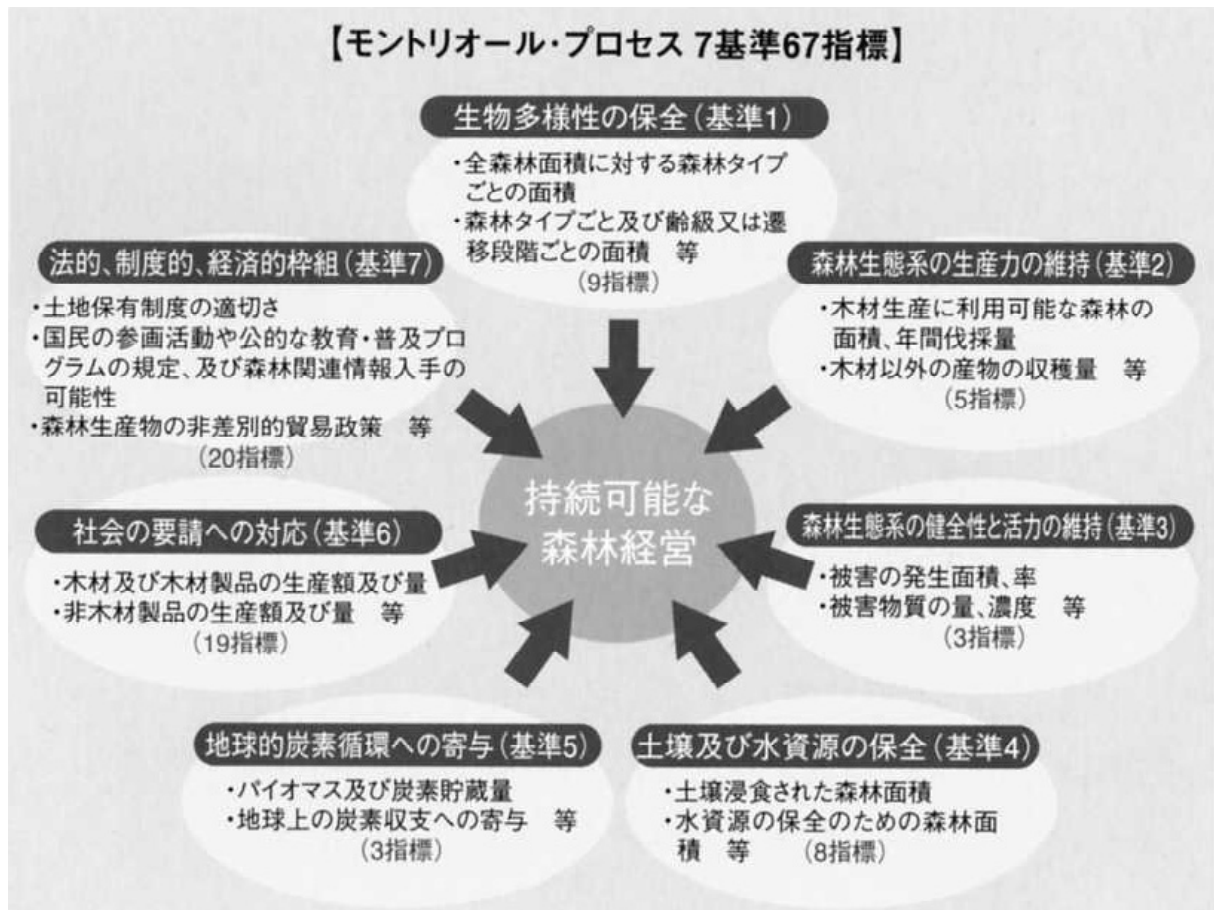 【モントリオール・プロセス 7基準67指標】
生物多様性の保全(基準1)
・全森林面積に対する森林タイプ
ごとの面積
・森林タイプごと及び齢級又は遷
移段階ごとの面積 等
(9指標)
森林生態系の生産力の維持(基準2)
・木材生産に利用可能な森林の
面積、年間伐採量
・木材以外の産物の収穫量 等
(5指標)
森林生態系の健全性と活力の維持(基準3)
・被害の発生面積、率
・被害物質の量、濃度 等
(3指標)
土壌及び水資源の保全(基準4)
・土壌浸食された森林面積
・水資源の保全のための森林面
積 等 (8指標)
地球的炭素循環への寄与(基準5)
・バイオマス及び炭素貯蔵量
・地球上の炭素収支への寄与 等
(3指標)
社会の要請への対応(基準6)
・木材及び木材製品の生産額及び量
・非木材製品の生産額及び量 等
(19指標)
法的、制度的、経済的枠組(基準7)
・土地保有制度の適切さ
・国民の参画活動や公的な教育・普及プロ
グラムの規定、及び森林関連情報入手の
可能性
・森林生産物の非差別的貿易政策 等
(20指標)
持続可能な
森林経営